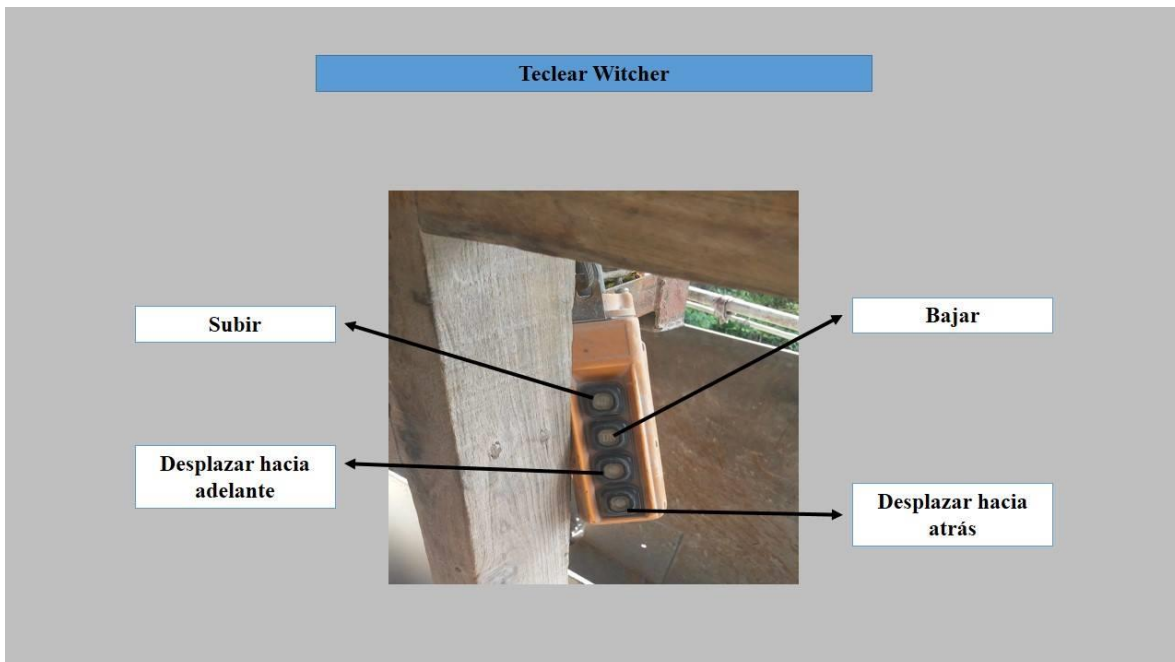 Teclear Witcher
Subir
Bajar
Desplazar hacia
adelante
Desplazar hacia
atrás